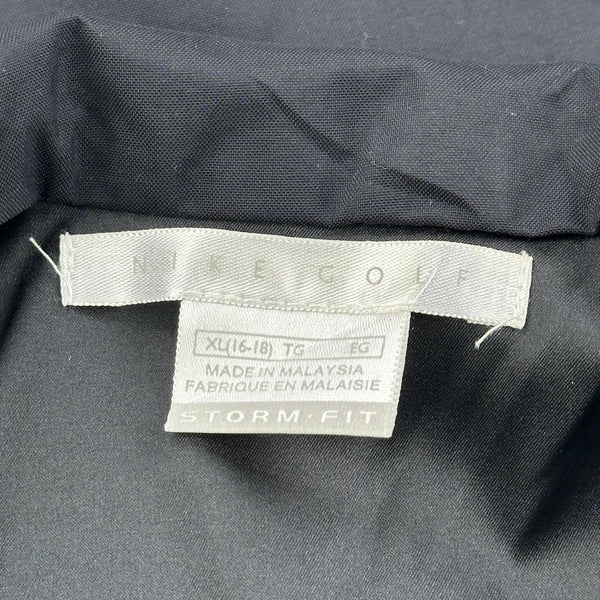 NIKE GOLF
XL(16-18) TG EG
MADE IN MALAYSIA
FABRIQUE EN MALAISIE
STORM-FIT